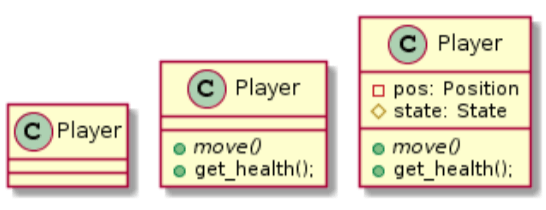 C Player
C Player
move()
get_health();
C Player
pos: Position
state: State
move()
get_health();